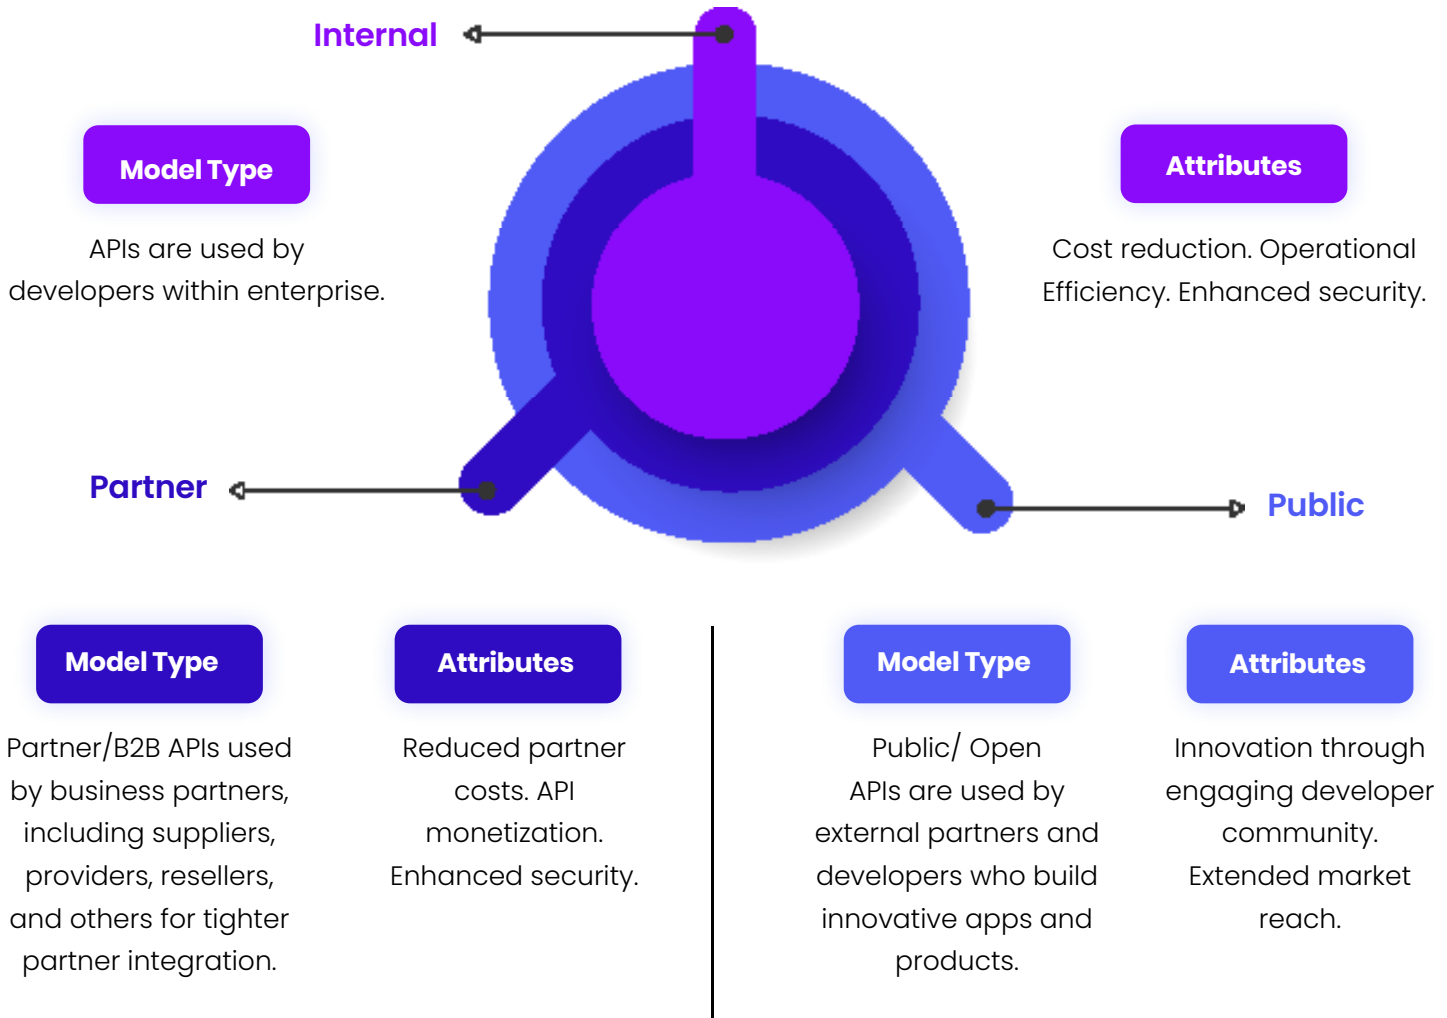 Internal
Model Type
APIs are used by
developers within enterprise.
Attributes
Cost reduction. Operational
Efficiency. Enhanced security.
Partner
Public
Model Type
Partner/B2B APIs used
by business partners,
including suppliers,
providers, resellers,
and others for tighter
partner integration.
Attributes
Reduced partner
costs. API
monetization.
Enhanced security.
Model Type
Public/ Open
APIs are used by
external partners and
developers who build
innovative apps and
products.
Attributes
Innovation through
engaging developer
community.
Extended market
reach.